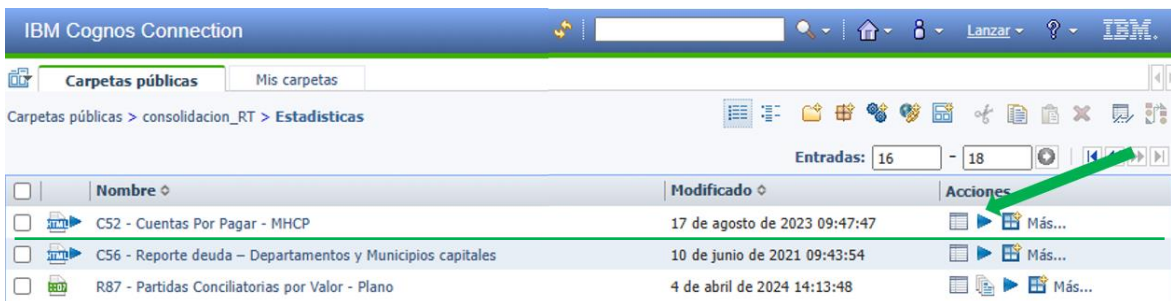 IBM Cognos Connection Lanzar ? IBM.
Carpetas públicas Mis carpetas
Carpetas públicas > consolidacion_RT > Estadisticas
Entradas: 16 - 18
Nombre Modificado Acciones
C52 - Cuentas Por Pagar - MHCP 17 de agosto de 2023 09:47:47 Más...
C56 - Reporte deuda – Departamentos y Municipios capitales 10 de junio de 2021 09:43:54 Más...
R87 - Partidas Conciliatorias por Valor - Plano 4 de abril de 2024 14:13:48 Más...